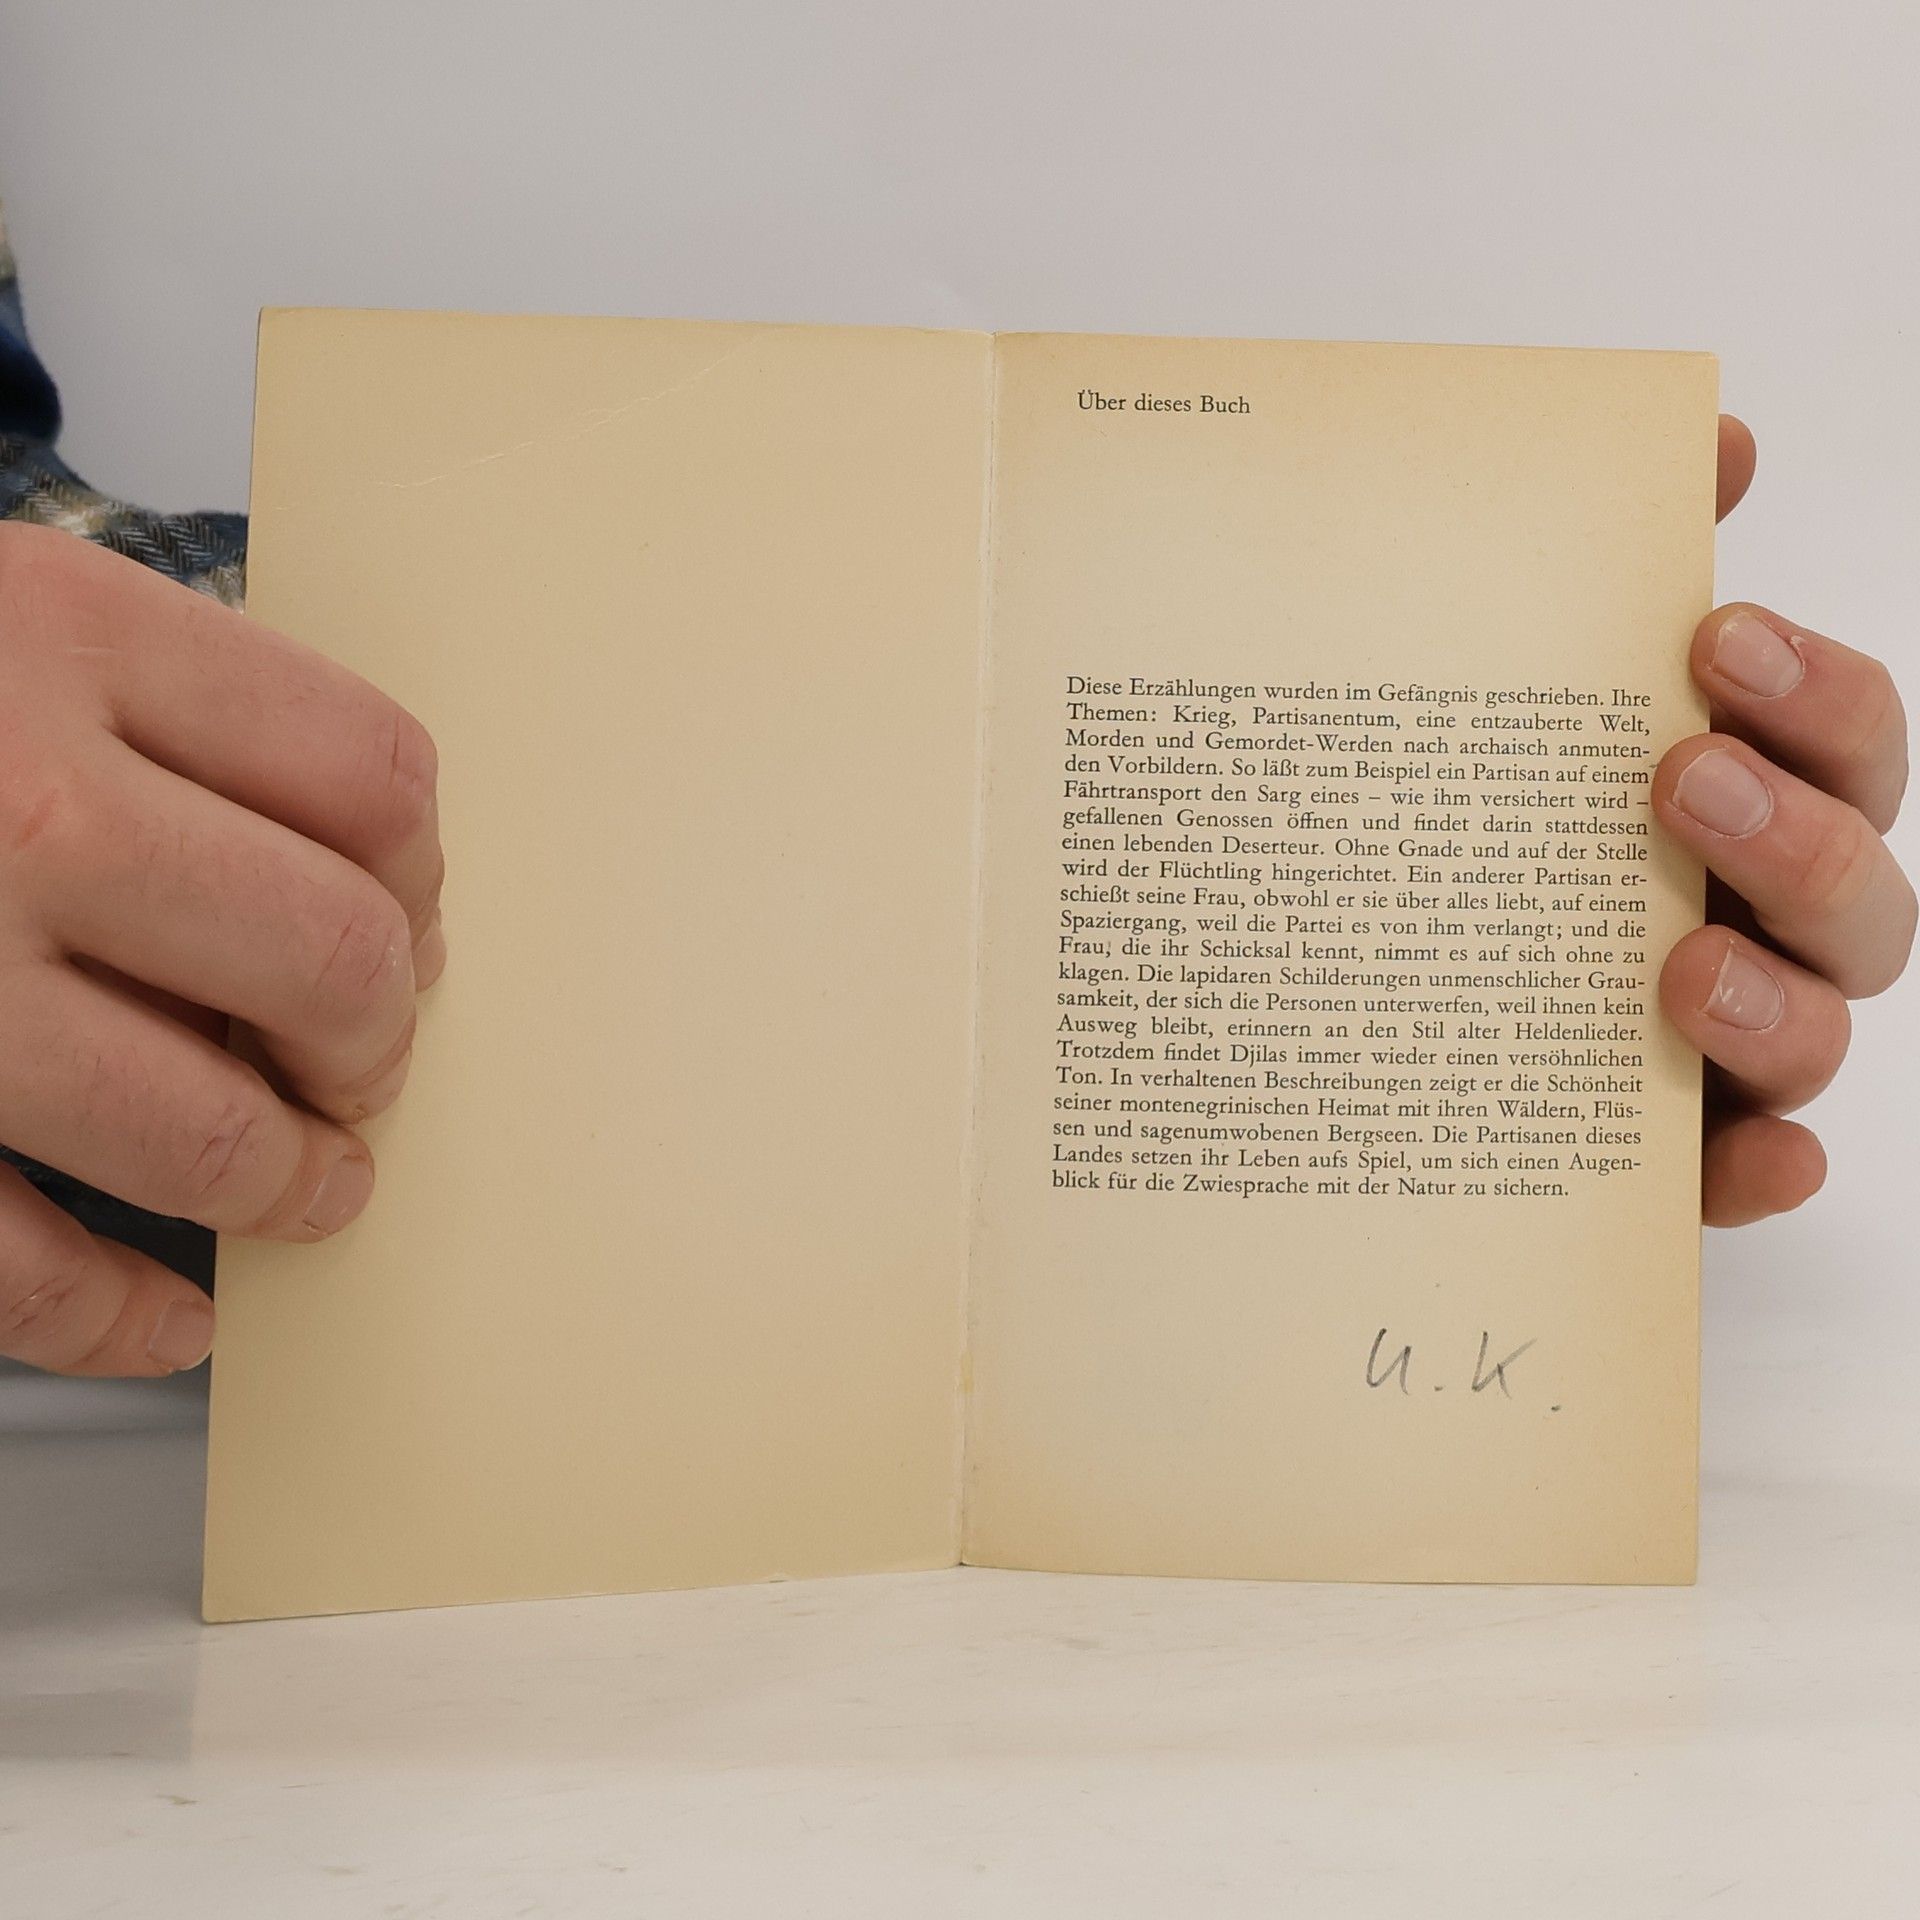 Über dieses Buch
Diese Erzählungen wurden im Gefängnis geschrieben. Ihre
Themen: Krieg, Partisanentum, eine entzauberte Welt,
Morden und Gemordet-Werden nach archaisch anmuten-
den Vorbildern. So läßt zum Beispiel ein Partisan auf einem
Fährtransport den Sarg eines – wie ihm versichert wird –
gefallenen Genossen öffnen und findet darin stattdessen
einen lebenden Deserteur. Ohne Gnade und auf der Stelle
wird der Flüchtling hingerichtet. Ein anderer Partisan er-
schießt seine Frau, obwohl er sie über alles liebt, auf einem
Spaziergang, weil die Partei es von ihm verlangt; und die
Frau, die ihr Schicksal kennt, nimmt es auf sich ohne zu
klagen. Die lapidaren Schilderungen unmenschlicher Grau-
samkeit, der sich die Personen unterwerfen, weil ihnen kein
Ausweg bleibt, erinnern an den Stil alter Heldenlieder.
Trotzdem findet Djilas immer wieder einen versöhnlichen
Ton. In verhaltenen Beschreibungen zeigt er die Schönheit
seiner montenegrinischen Heimat mit ihren Wäldern, Flüs-
sen und sagenumwobenen Bergseen. Die Partisanen dieses
Landes setzen ihr Leben aufs Spiel, um sich einen Augen-
blick für die Zwiesprache mit der Natur zu sichern.
U. K.